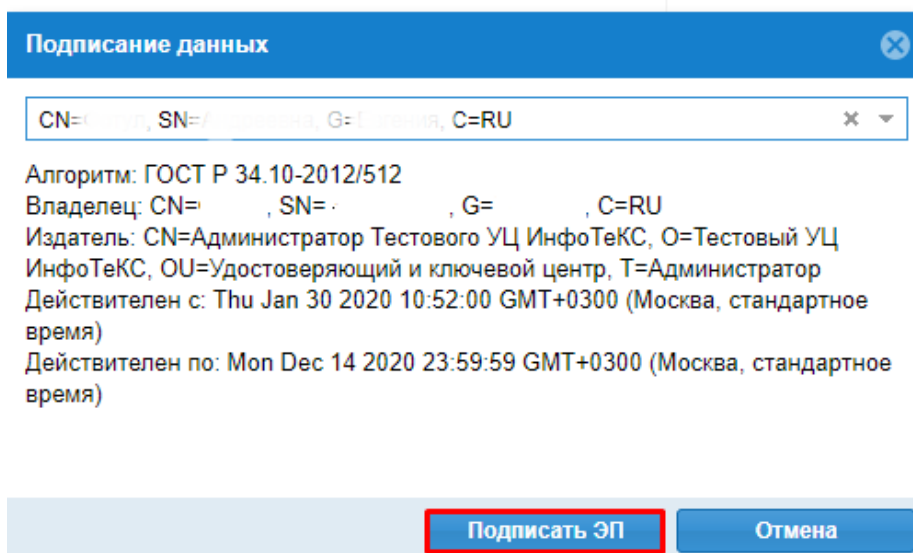 Подписание данных
CN= SN= G= C=RU
Алгоритм: ГОСТ Р 34.10-2012/512
Владелец: CN= , SN= , G= , C=RU
Издатель: CN=Администратор Тестового УЦ ИнфоТеКС, O=Тестовый УЦ
ИнфоТеКС, OU=Удостоверяющий и ключевой центр, T=Администратор
Действителен с: Thu Jan 30 2020 10:52:00 GMT+0300 (Москва, стандартное
время)
Действителен по: Mon Dec 14 2020 23:59:59 GMT+0300 (Москва, стандартное
время)
Подписать ЭП
Отмена